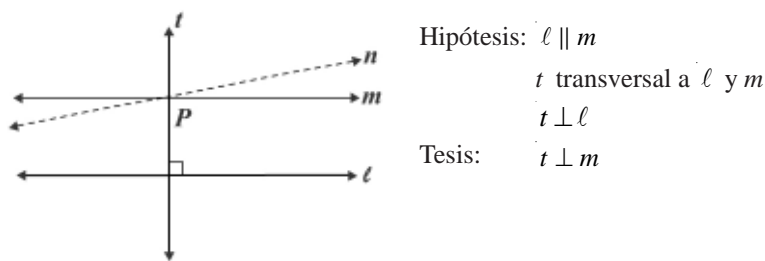 t
n
m
P
ℓ
Hipótesis: ℓ ∥ m
t transversal a ℓ y m
t ⊥ ℓ
Tesis: t ⊥ m